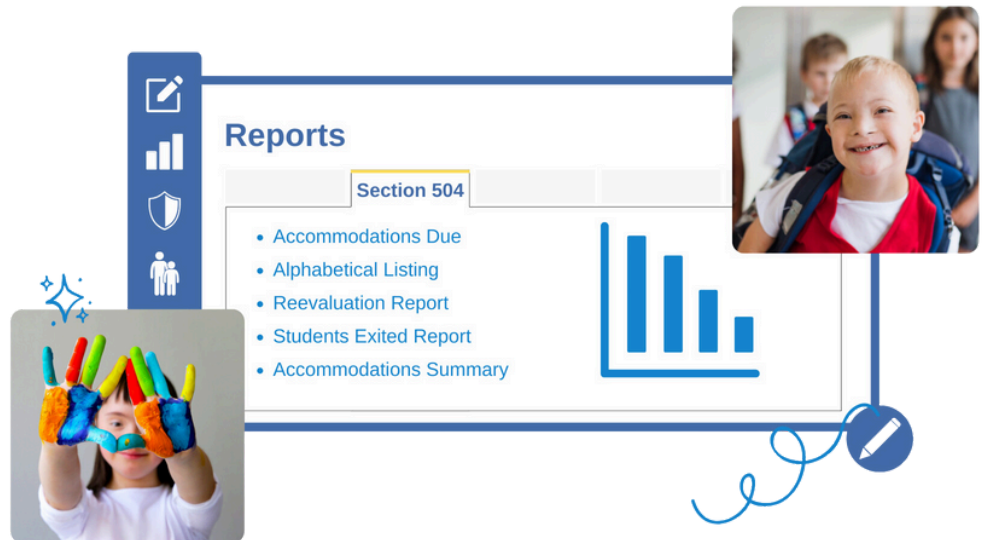 Reports
Section 504
Accommodations Due
Alphabetical Listing
Reevaluation Report
Students Exited Report
Accommodations Summary